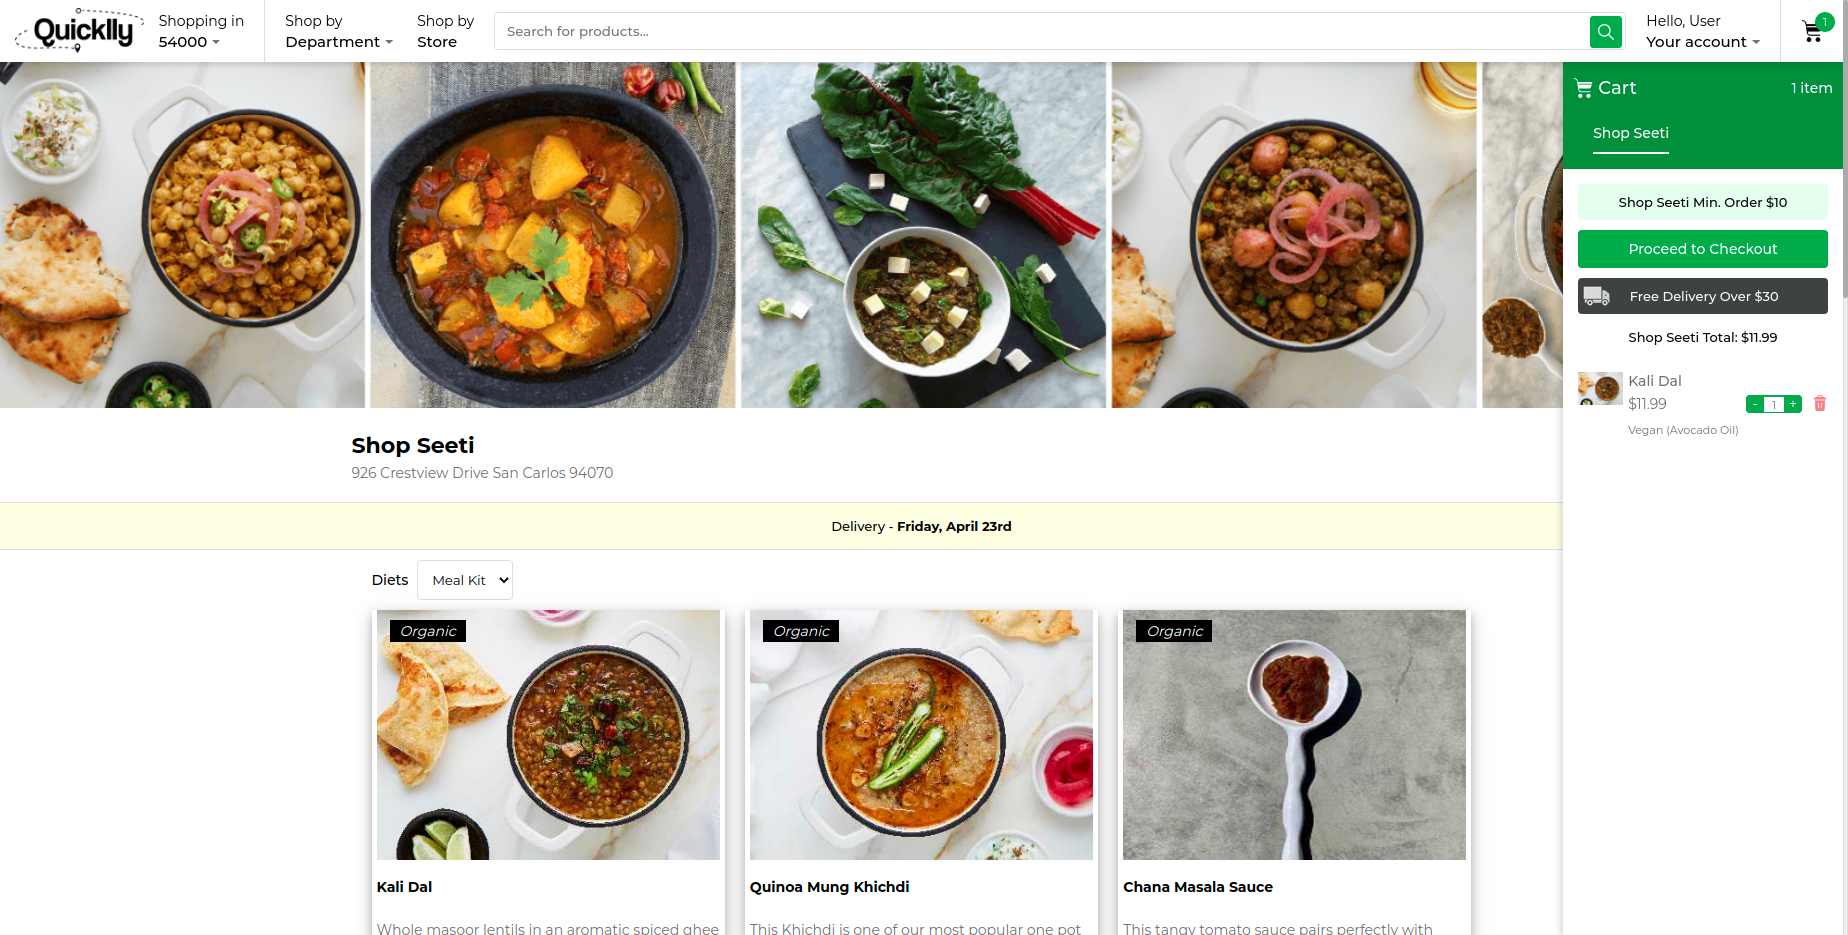 Quicklly
Shopping in
54000
Shop by
Department
Shop by
Store
Search for products...
Hello, User
Your account
1
Cart
1 item
Shop Seeti
Shop Seeti Min. Order $10
Proceed to Checkout
Free Delivery Over $30
Shop Seeti Total: $11.99
Kali Dal
$11.99
- 1 +
Vegan (Avocado Oil)
Shop Seeti
926 Crestview Drive San Carlos 94070
Delivery - Friday, April 23rd
Diets
Meal Kit
Organic
Kali Dal
Whole masoor lentils in an aromatic spiced ghee
Organic
Quinoa Mung Khichdi
This Khichdi is one of our most popular one pot
Organic
Chana Masala Sauce
This tangy tomato sauce pairs perfectly with